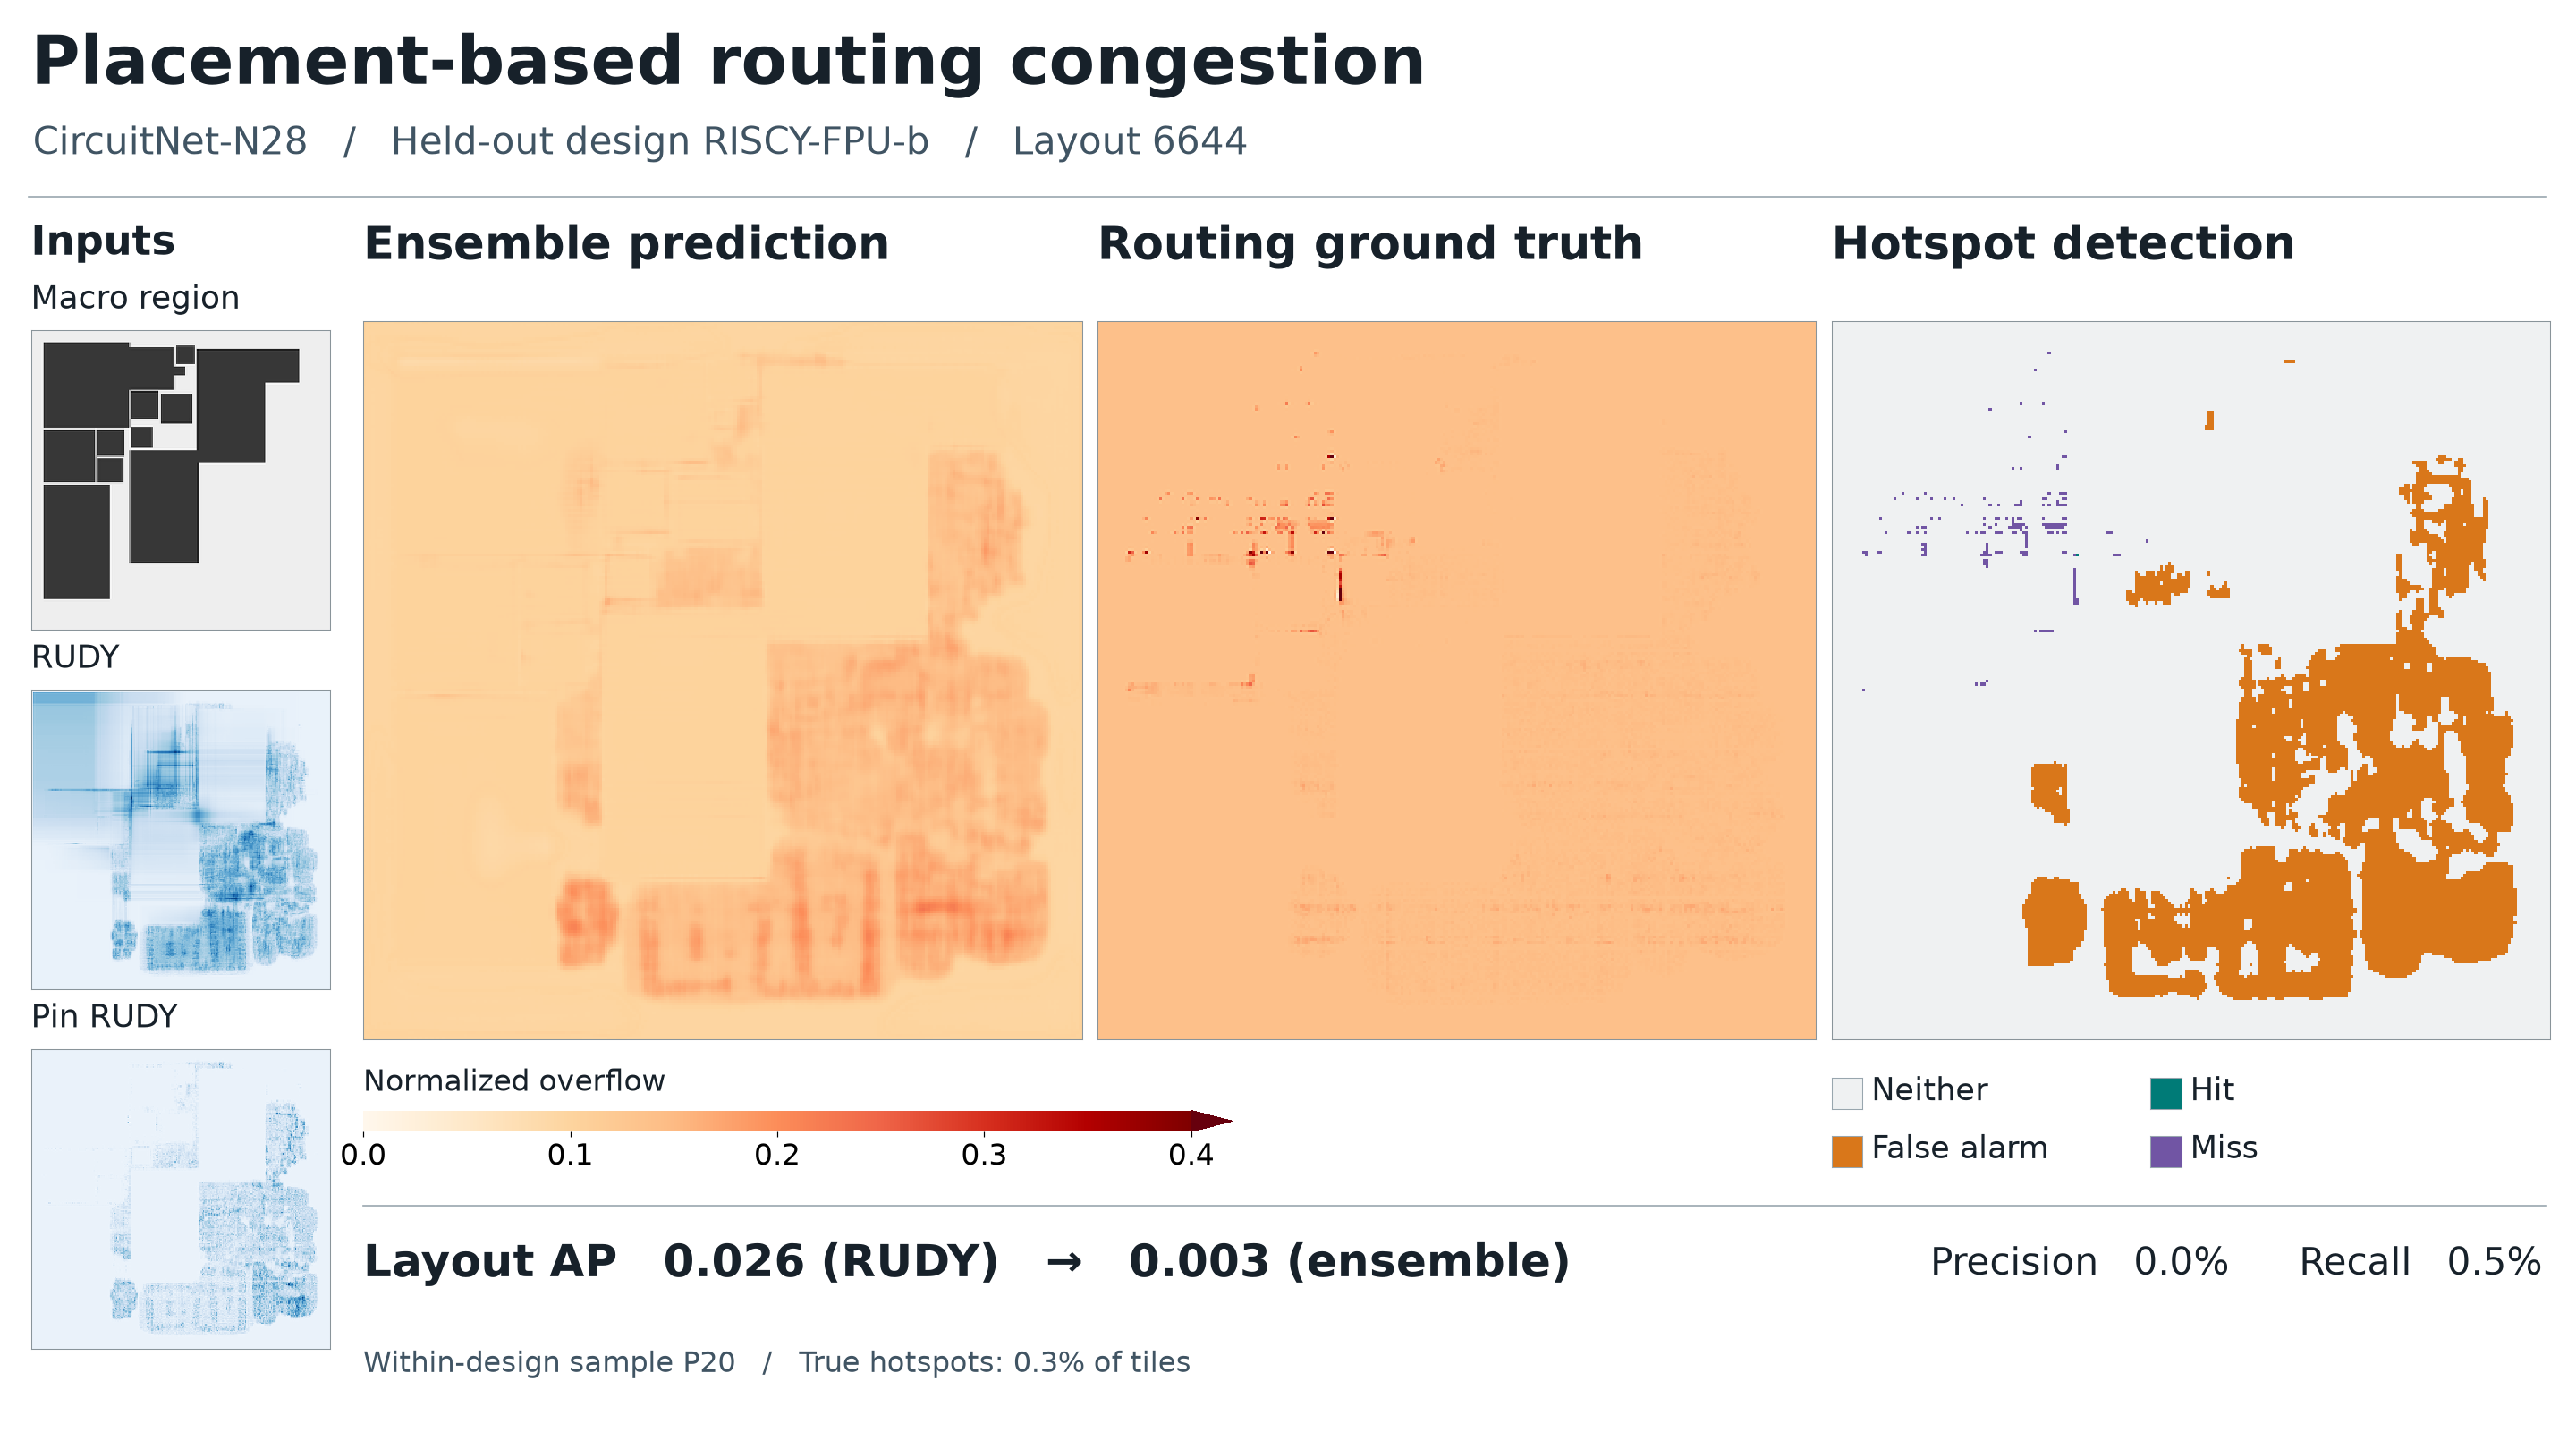 Placement-based routing congestion
CircuitNet-N28 / Held-out design RISCY-FPU-b / Layout 6644
Inputs
Macro region
RUDY
Pin RUDY
Ensemble prediction
Routing ground truth
Hotspot detection
Normalized overflow
0.0 0.1 0.2 0.3 0.4
Neither
Hit
False alarm
Miss
Layout AP 0.026 (RUDY) → 0.003 (ensemble)
Precision 0.0% Recall 0.5%
Within-design sample P20 / True hotspots: 0.3% of tiles